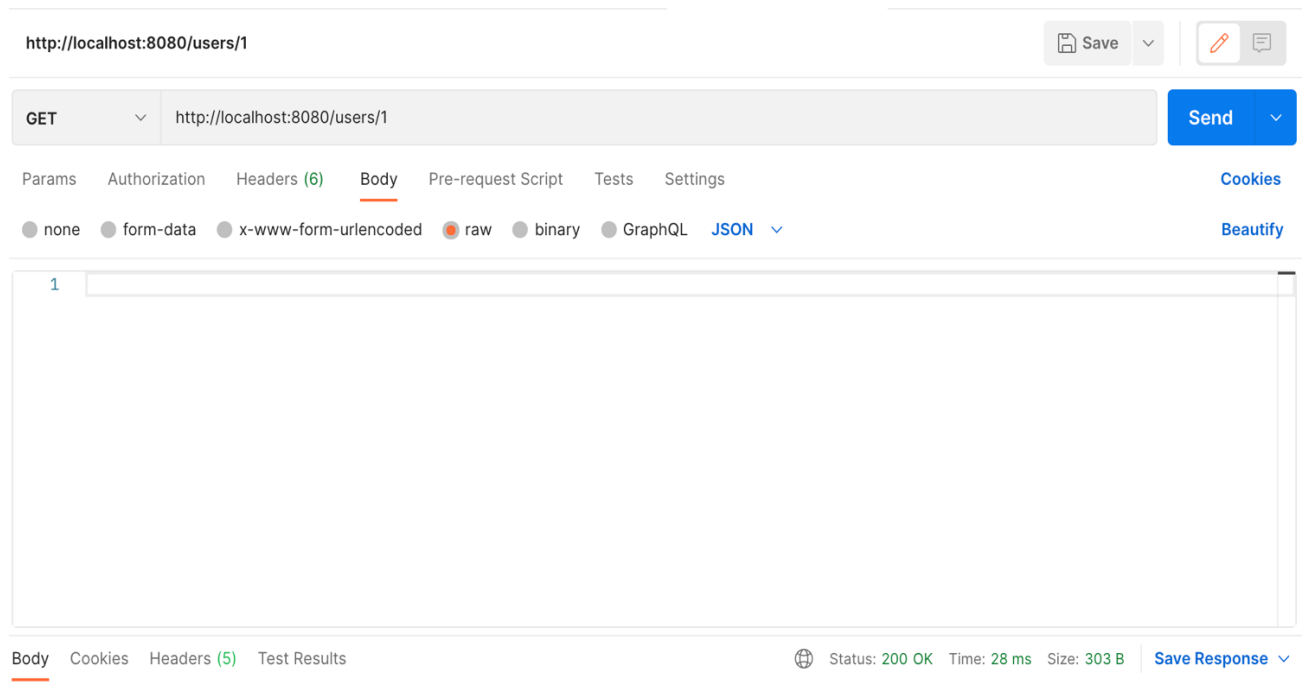 http://localhost:8080/users/1 Save
GET http://localhost:8080/users/1 Send
Params Authorization Headers (6) Body Pre-request Script Tests Settings Cookies
none form-data x-www-form-urlencoded raw binary GraphQL JSON Beautify
1
Body Cookies Headers (5) Test Results Status: 200 OK Time: 28 ms Size: 303 B Save Response